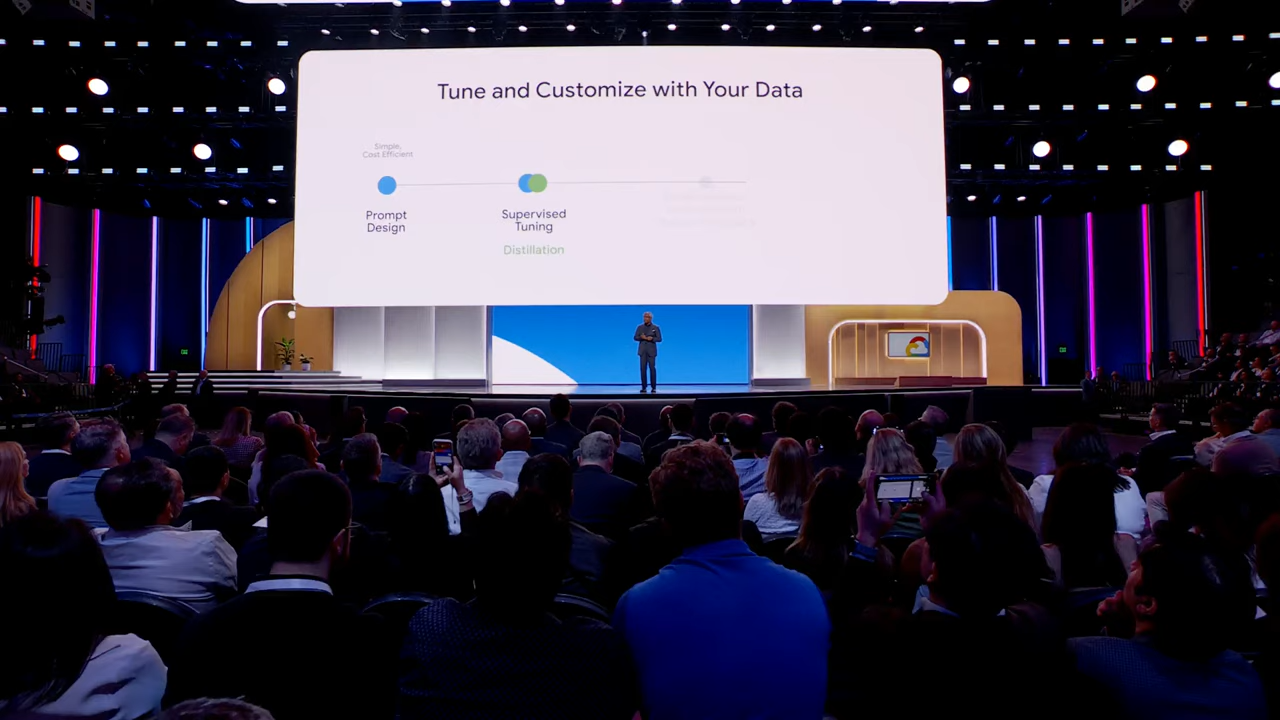 Tune and Customize with Your Data
Simple,
Cost Efficient
Prompt
Design
Supervised
Tuning
Distillation